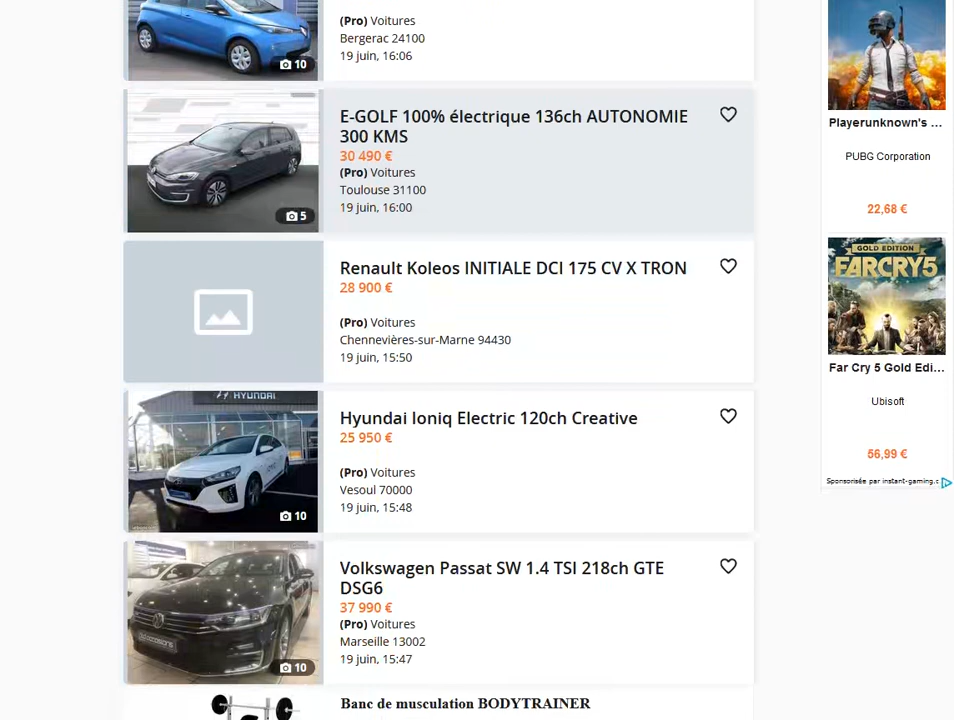 (Pro) Voitures
Bergerac 24100
19 juin, 16:06
10
E-GOLF 100% électrique 136ch AUTONOMIE
300 KMS
30 490 €
(Pro) Voitures
Toulouse 31100
19 juin, 16:00
5
Renault Koleos INITIALE DCI 175 CV X TRON
28 900 €
(Pro) Voitures
Chennevières-sur-Marne 94430
19 juin, 15:50
HYUNDAI
Hyundai Ioniq Electric 120ch Creative
25 950 €
(Pro) Voitures
Vesoul 70000
19 juin, 15:48
10
Volkswagen Passat SW 1.4 TSI 218ch GTE
DSG6
37 990 €
(Pro) Voitures
Marseille 13002
19 juin, 15:47
10
Banc de musculation BODYTRAINER
Playerunknown's ...
PUBG Corporation
22,68 €
GOLD EDITION
FARCRY5
Far Cry 5 Gold Edi...
Ubisoft
56,99 €
Sponsorisée par instant-gaming.c